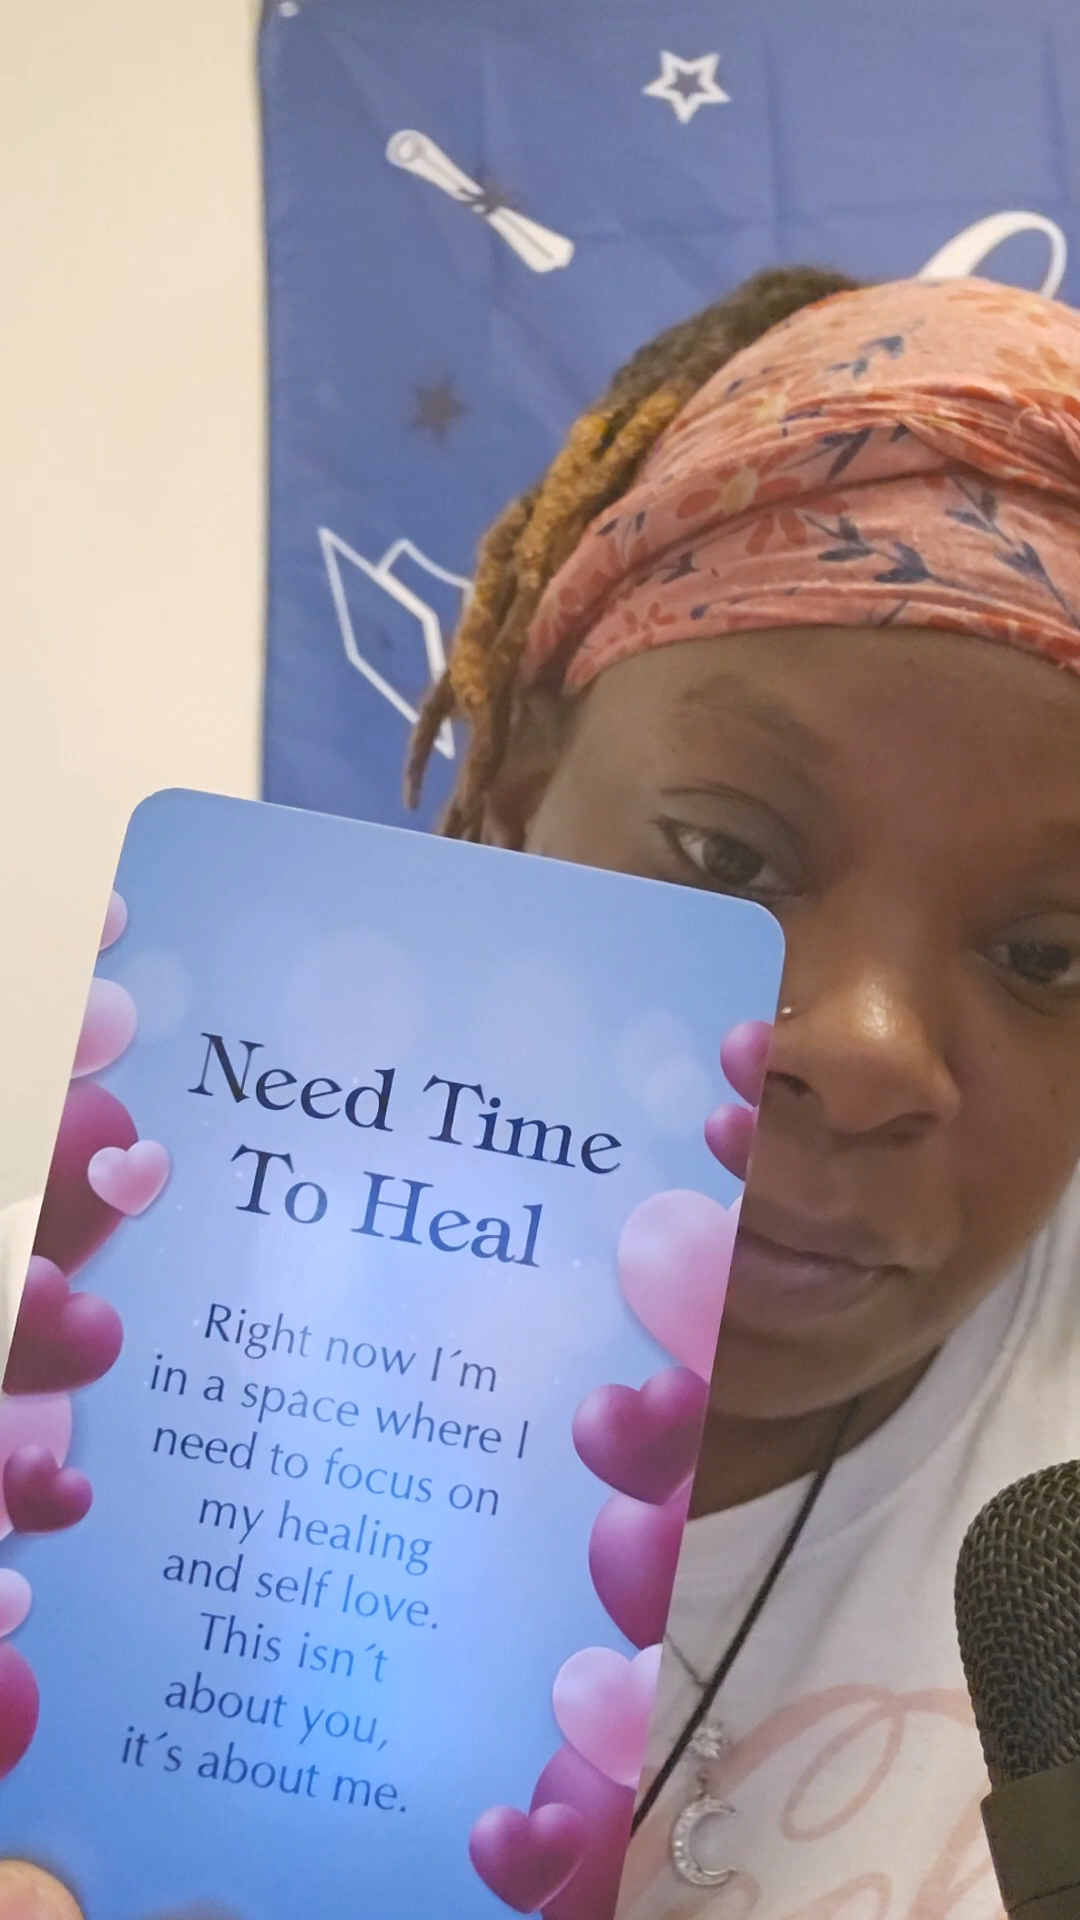 Need Time
To Heal
Right now I´m
in a space where I
need to focus on
my healing
and self love.
This isn´t
about you,
it´s about me.